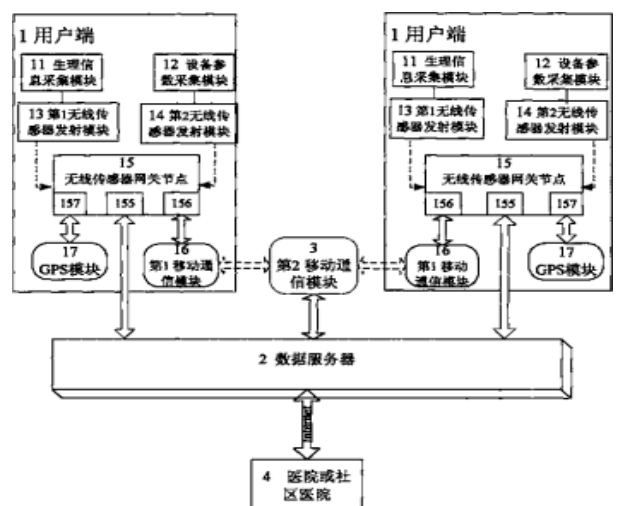 1 用户端
11 生理信
息采集模块
12 设备参
数采集模块
13 第1无线传
感器发射模块
14 第2无线传
感器发射模块
15
无线传感器网关节点
157
155
156
17
GPS模块
16
第1移动通
信模块
3
第2移动通
信模块
1 用户端
11 生理信
息采集模块
12 设备参
数采集模块
13 第1无线传
感器发射模块
14 第2无线传
感器发射模块
15
无线传感器网关节点
156
155
157
16
第1移动
通信模块
17
GPS模块
2 数据服务器
Internet
4 医院或社
区医院